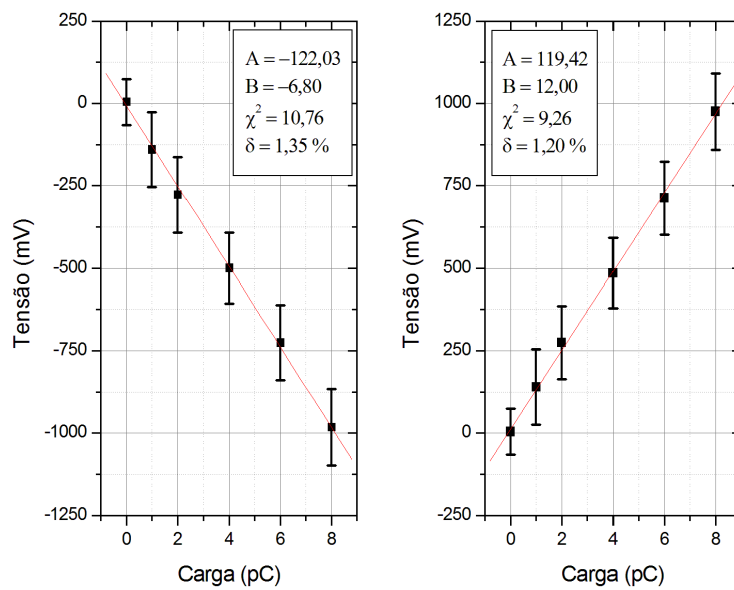 250
0
-250
-500
-750
-1000
-1250
Tensão (mV)
A = −122,03
B = −6,80
χ² = 10,76
δ = 1,35 %
0 2 4 6 8
Carga (pC)
1250
1000
750
500
250
0
-250
Tensão (mV)
A = 119,42
B = 12,00
χ² = 9,26
δ = 1,20 %
0 2 4 6 8
Carga (pC)